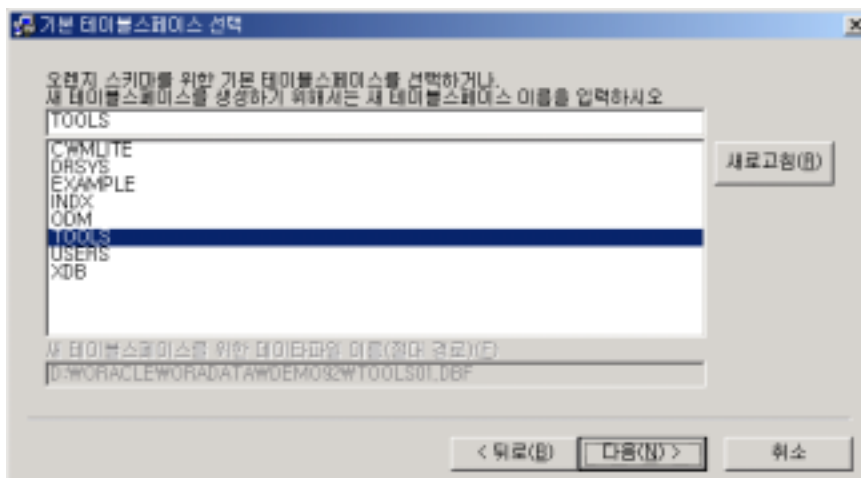 기본 테이블스페이스 선택
오렌지 스키마를 위한 기본 테이블스페이스를 선택하거나,
새 테이블스페이스를 생성하기 위해서는 새 테이블스페이스 이름을 입력하시오
TOOLS
CWMLITE
DRSYS
EXAMPLE
INDX
ODM
TOOLS
USERS
XDB
새로고침(R)
새 테이블스페이스를 위한 데이타파일 이름(절대 경로)(F)
D:₩ORACLE₩ORADATA₩DEMO92₩TOOLS01.DBF
< 뒤로(B)
다음(N) >
취소